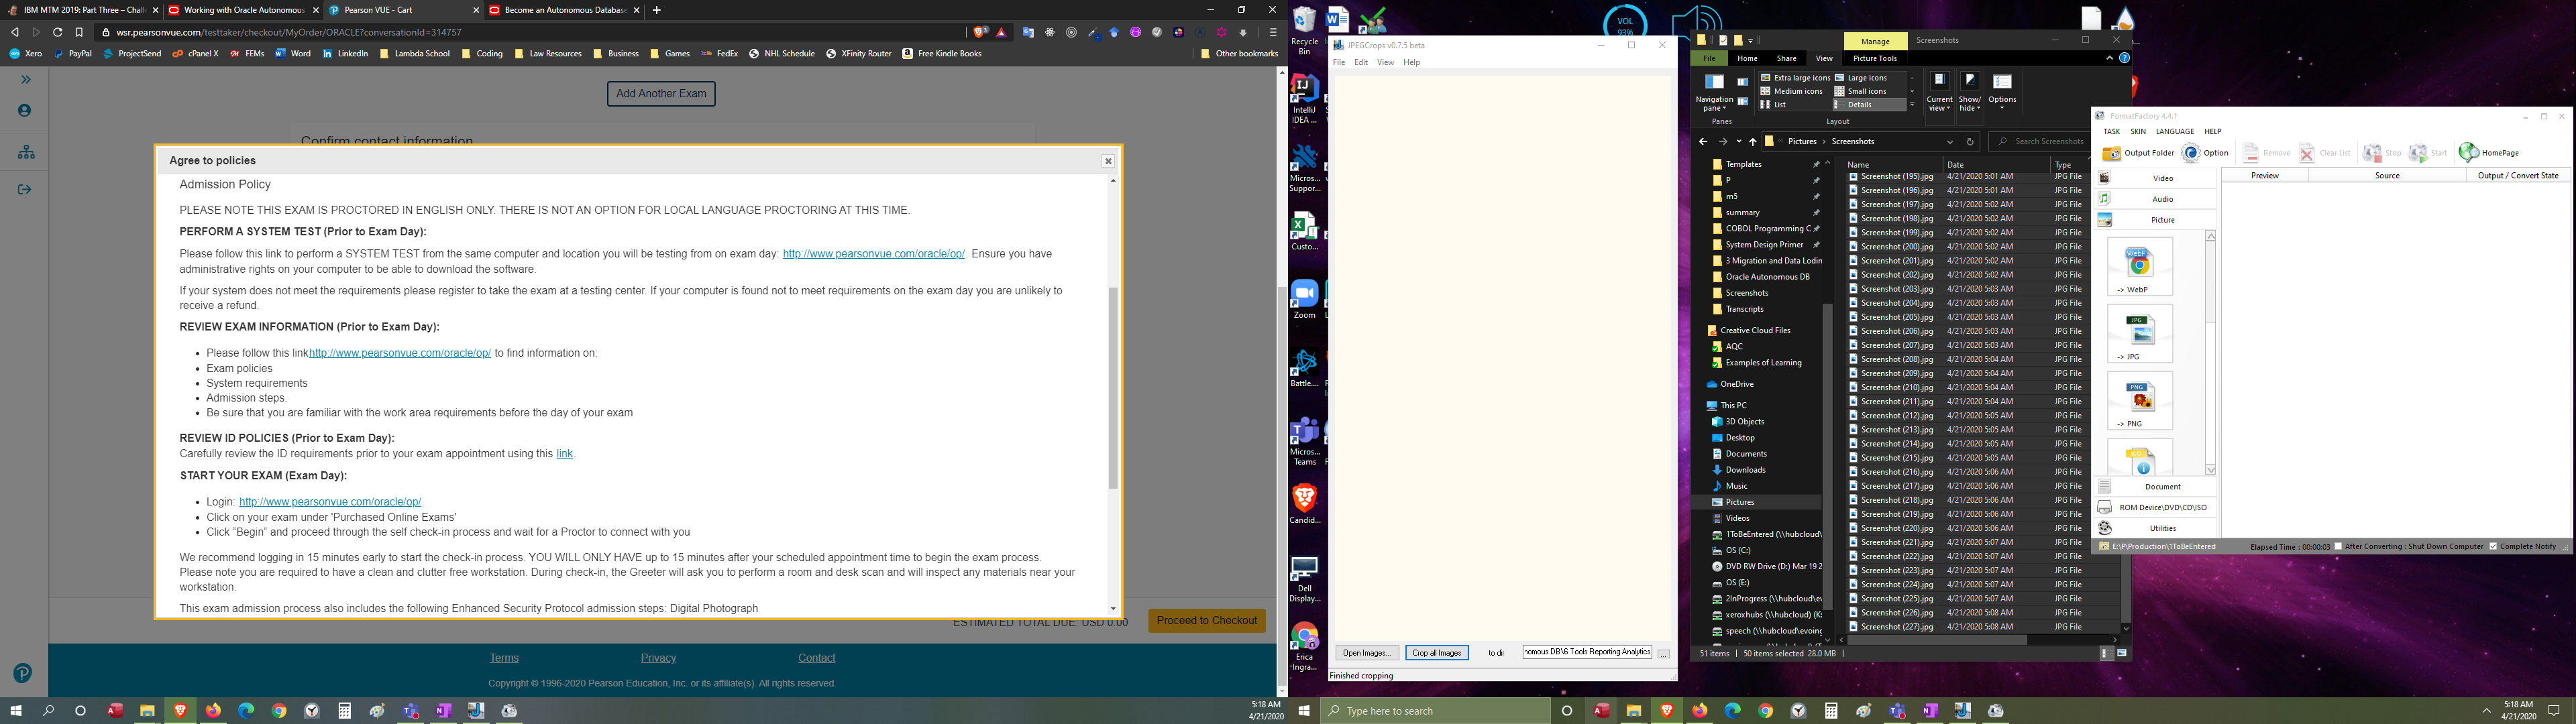 IBM MTM 2019: Part Three – Chall
Working with Oracle Autonomous
Pearson VUE - Cart
Become an Autonomous Database
wsr.pearsonvue.com/testtaker/checkout/MyOrder/ORACLE?conversationId=314757
Xero PayPal ProjectSend cPanel X FEMs Word LinkedIn Lambda School Coding Law Resources Business Games FedEx NHL Schedule XFinity Router Free Kindle Books Other bookmarks
Add Another Exam
Confirm contact information
Agree to policies
Admission Policy
PLEASE NOTE THIS EXAM IS PROCTORED IN ENGLISH ONLY. THERE IS NOT AN OPTION FOR LOCAL LANGUAGE PROCTORING AT THIS TIME.
PERFORM A SYSTEM TEST (Prior to Exam Day):
Please follow this link to perform a SYSTEM TEST from the same computer and location you will be testing from on exam day: http://www.pearsonvue.com/oracle/op/. Ensure you have
administrative rights on your computer to be able to download the software.
If your system does not meet the requirements please register to take the exam at a testing center. If your computer is found not to meet requirements on the exam day you are unlikely to
receive a refund.
REVIEW EXAM INFORMATION (Prior to Exam Day):
• Please follow this linkhttp://www.pearsonvue.com/oracle/op/ to find information on:
• Exam policies
• System requirements
• Admission steps.
• Be sure that you are familiar with the work area requirements before the day of your exam
REVIEW ID POLICIES (Prior to Exam Day):
Carefully review the ID requirements prior to your exam appointment using this link.
START YOUR EXAM (Exam Day):
• Login: http://www.pearsonvue.com/oracle/op/
• Click on your exam under 'Purchased Online Exams'
• Click “Begin” and proceed through the self check-in process and wait for a Proctor to connect with you
We recommend logging in 15 minutes early to start the check-in process. YOU WILL ONLY HAVE up to 15 minutes after your scheduled appointment time to begin the exam process.
Please note you are required to have a clean and clutter free workstation. During check-in, the Greeter will ask you to perform a room and desk scan and will inspect any materials near your
workstation.
This exam admission process also includes the following Enhanced Security Protocol admission steps: Digital Photograph
ESTIMATED TOTAL DUE: USD 0.00
Proceed to Checkout
Terms Privacy Contact
Copyright © 1996-2020 Pearson Education, Inc. or its affiliate(s). All rights reserved.
5:18 AM
4/21/2020
Recycle
Bin
IntelliJ
IDEA ...
Micros...
Suppor...
Custo...
Zoom
Battle....
Micros...
Teams
Candid...
Dell
Display...
Erica
Ingra...
VOL
93%
JPEGCrops v0.7.5 beta
File Edit View Help
Open Images...
Crop all Images
to dir
nomous DB\6 Tools Reporting Analytics
...
Finished cropping
Manage
Screenshots
File Home Share View Picture Tools
Navigation
pane
Panes
Extra large icons
Large icons
Medium icons
Small icons
List
Details
Layout
Current
view
Show/
hide
Options
Pictures > Screenshots
Search Screenshots
Templates
P
m5
summary
COBOL Programming C
System Design Primer
3 Migration and Data Loadin
Oracle Autonomous DB
Screenshots
Transcripts
Creative Cloud Files
AQC
Examples of Learning
OneDrive
This PC
3D Objects
Desktop
Documents
Downloads
Music
Pictures
Videos
1ToBeEntered (\\hubcloud\
OS (C:)
DVD RW Drive (D:) Mar 19 2
OS (E:)
2InProgress (\\hubcloud\ev
xeroxhubs (\\hubcloud) (K:
speech (\\hubcloud\evoing
Name Date Type
Screenshot (195).jpg 4/21/2020 5:01 AM JPG File
Screenshot (196).jpg 4/21/2020 5:01 AM JPG File
Screenshot (197).jpg 4/21/2020 5:02 AM JPG File
Screenshot (198).jpg 4/21/2020 5:02 AM JPG File
Screenshot (199).jpg 4/21/2020 5:02 AM JPG File
Screenshot (200).jpg 4/21/2020 5:02 AM JPG File
Screenshot (201).jpg 4/21/2020 5:02 AM JPG File
Screenshot (202).jpg 4/21/2020 5:02 AM JPG File
Screenshot (203).jpg 4/21/2020 5:03 AM JPG File
Screenshot (204).jpg 4/21/2020 5:03 AM JPG File
Screenshot (205).jpg 4/21/2020 5:03 AM JPG File
Screenshot (206).jpg 4/21/2020 5:03 AM JPG File
Screenshot (207).jpg 4/21/2020 5:03 AM JPG File
Screenshot (208).jpg 4/21/2020 5:04 AM JPG File
Screenshot (209).jpg 4/21/2020 5:04 AM JPG File
Screenshot (210).jpg 4/21/2020 5:04 AM JPG File
Screenshot (211).jpg 4/21/2020 5:04 AM JPG File
Screenshot (212).jpg 4/21/2020 5:05 AM JPG File
Screenshot (213).jpg 4/21/2020 5:05 AM JPG File
Screenshot (214).jpg 4/21/2020 5:05 AM JPG File
Screenshot (215).jpg 4/21/2020 5:05 AM JPG File
Screenshot (216).jpg 4/21/2020 5:06 AM JPG File
Screenshot (217).jpg 4/21/2020 5:06 AM JPG File
Screenshot (218).jpg 4/21/2020 5:06 AM JPG File
Screenshot (219).jpg 4/21/2020 5:06 AM JPG File
Screenshot (220).jpg 4/21/2020 5:06 AM JPG File
Screenshot (221).jpg 4/21/2020 5:07 AM JPG File
Screenshot (222).jpg 4/21/2020 5:07 AM JPG File
Screenshot (223).jpg 4/21/2020 5:07 AM JPG File
Screenshot (224).jpg 4/21/2020 5:07 AM JPG File
Screenshot (225).jpg 4/21/2020 5:07 AM JPG File
Screenshot (226).jpg 4/21/2020 5:08 AM JPG File
Screenshot (227).jpg 4/21/2020 5:08 AM JPG File
51 items 50 items selected 28.0 MB
FormatFactory 4.4.1
TASK SKIN LANGUAGE HELP
Output Folder Option Remove Clear List Stop Start HomePage
Video
Audio
Picture
WebP
-> WebP
JPG
-> JPG
PNG
-> PNG
ICO
Document
ROM Device\DVD\CD\ISO
Utilities
Preview Source Output / Convert State
E:\P\Production\1ToBeEntered
Elapsed Time : 00:00:03
After Converting : Shut Down Computer
Complete Notify
Type here to search
5:18 AM
4/21/2020